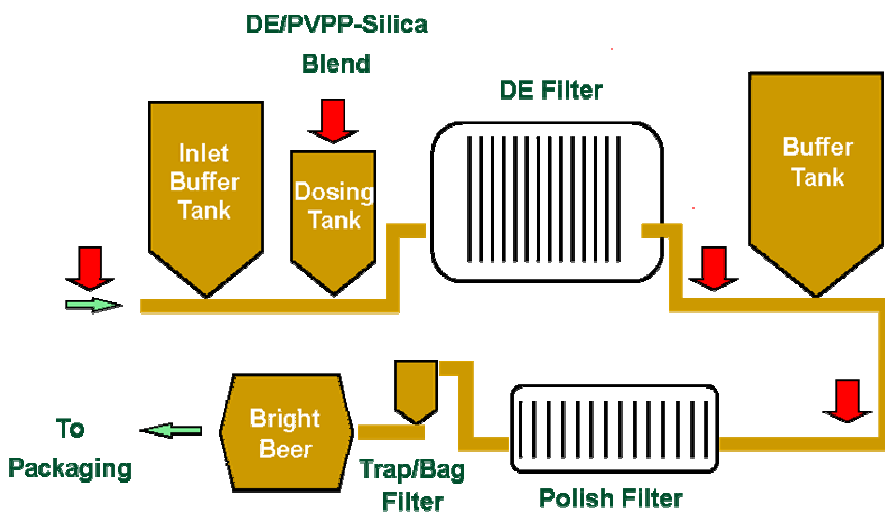 DE/PVPP-Silica
Blend
DE Filter
Inlet
Buffer
Tank
Dosing
Tank
Buffer
Tank
To
Packaging
Bright
Beer
Trap/Bag
Filter
Polish Filter